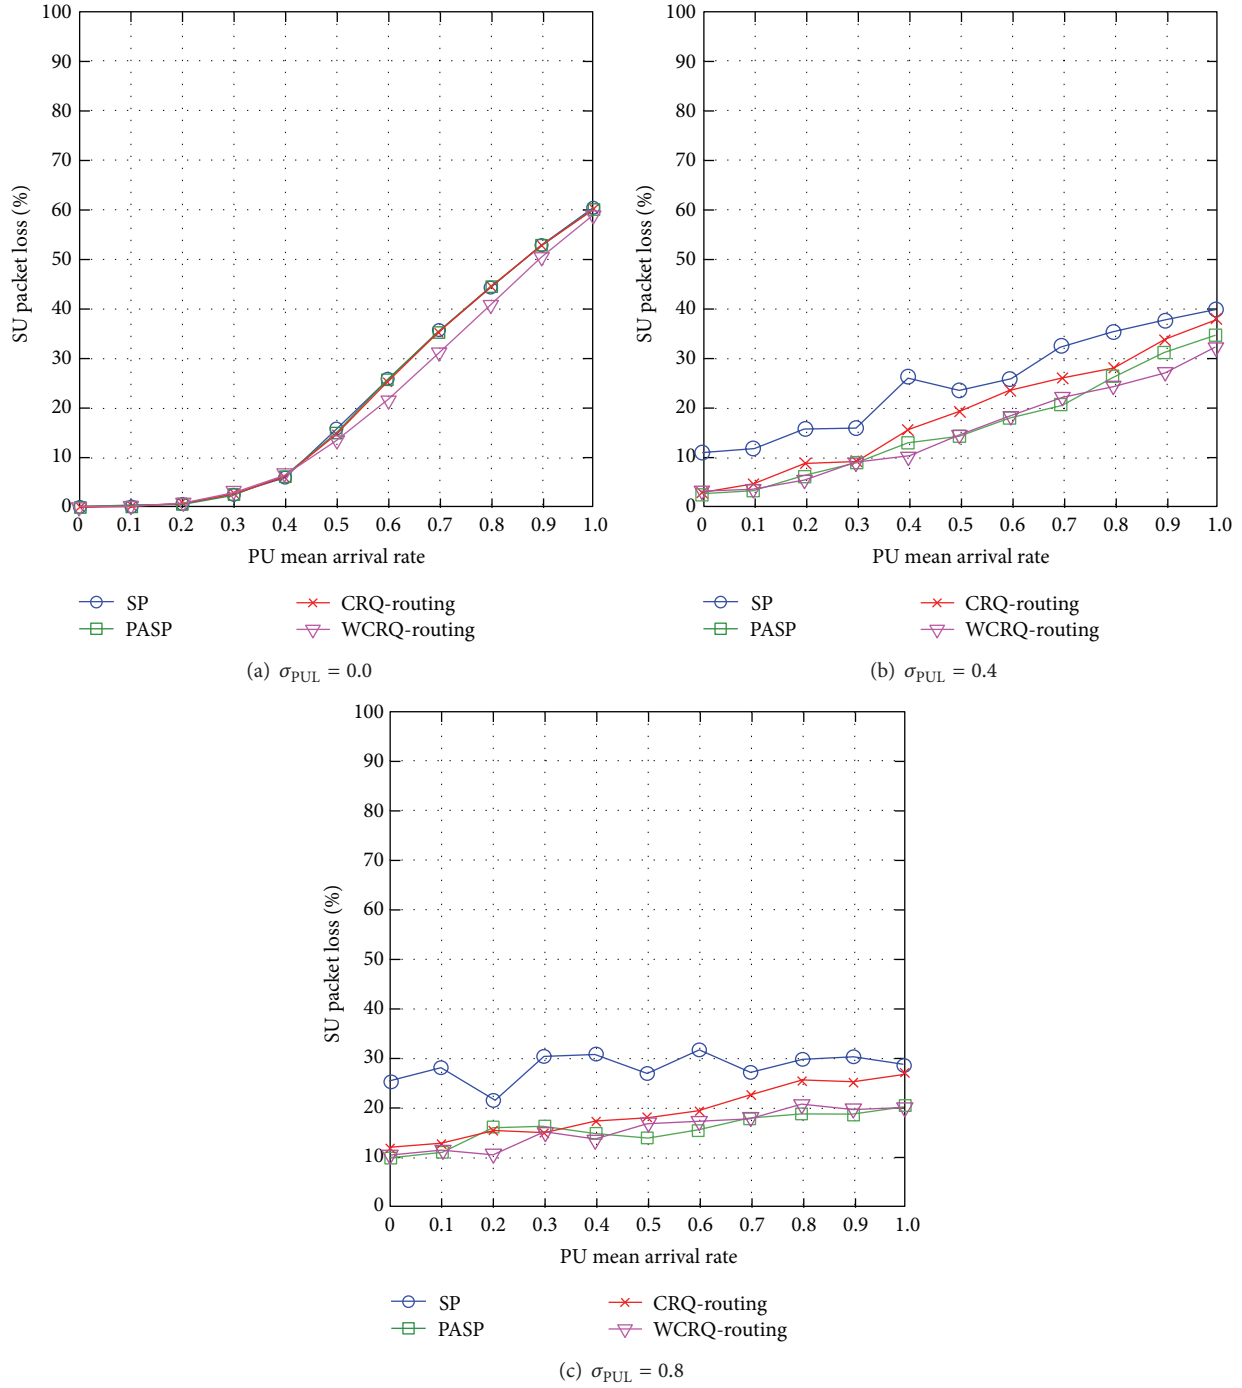 100
90
80
70
60
50
40
30
20
10
0
SU packet loss (%)
0 0.1 0.2 0.3 0.4 0.5 0.6 0.7 0.8 0.9 1.0
PU mean arrival rate
SP CRQ-routing
PASP WCRQ-routing
(a) σPUL = 0.0
100
90
80
70
60
50
40
30
20
10
0
SU packet loss (%)
0 0.1 0.2 0.3 0.4 0.5 0.6 0.7 0.8 0.9 1.0
PU mean arrival rate
SP CRQ-routing
PASP WCRQ-routing
(b) σPUL = 0.4
100
90
80
70
60
50
40
30
20
10
0
SU packet loss (%)
0 0.1 0.2 0.3 0.4 0.5 0.6 0.7 0.8 0.9 1.0
PU mean arrival rate
SP CRQ-routing
PASP WCRQ-routing
(c) σPUL = 0.8